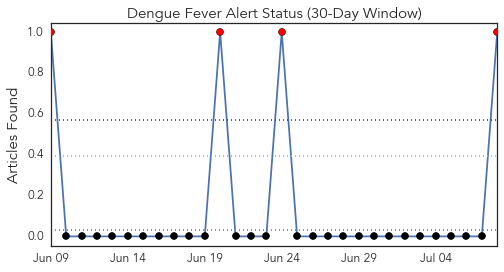 Dengue Fever Alert Status (30-Day Window)
Articles Found
1.0
0.8
0.6
0.4
0.2
0.0
Jun 09 Jun 14 Jun 19 Jun 24 Jun 29 Jul 04